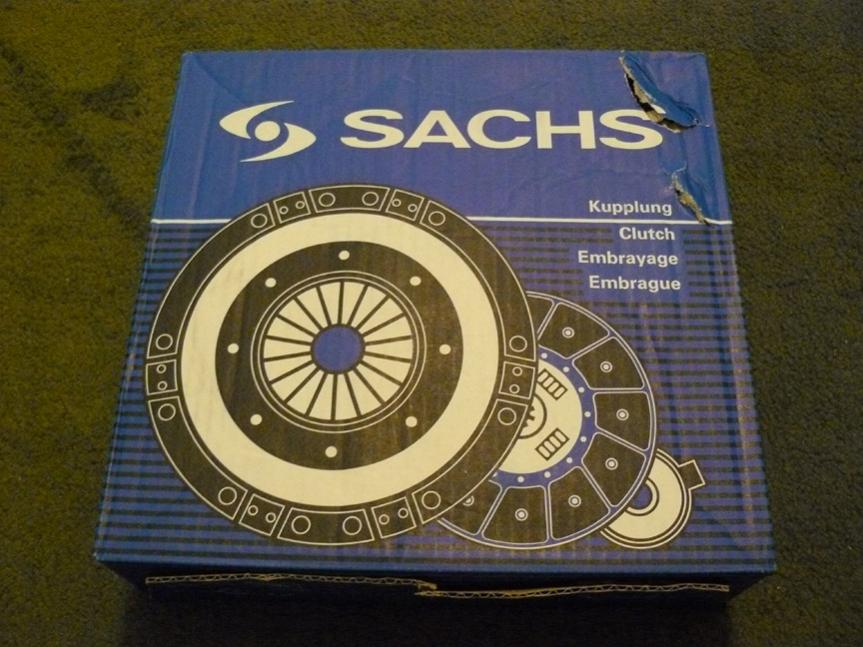 SACHS
Kupplung
Clutch
Embrayage
Embrague